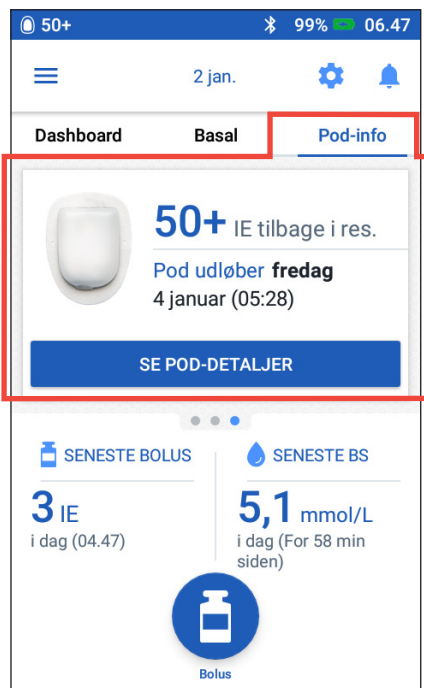 50+ 99% 06.47
2 jan.
Dashboard Basal Pod-info
50+ IE tilbage i res.
Pod udløber fredag
4 januar (05:28)
SE POD-DETALJER
SENESTE BOLUS
3 IE
i dag (04.47)
SENESTE BS
5,1 mmol/L
i dag (For 58 min
siden)
Bolus